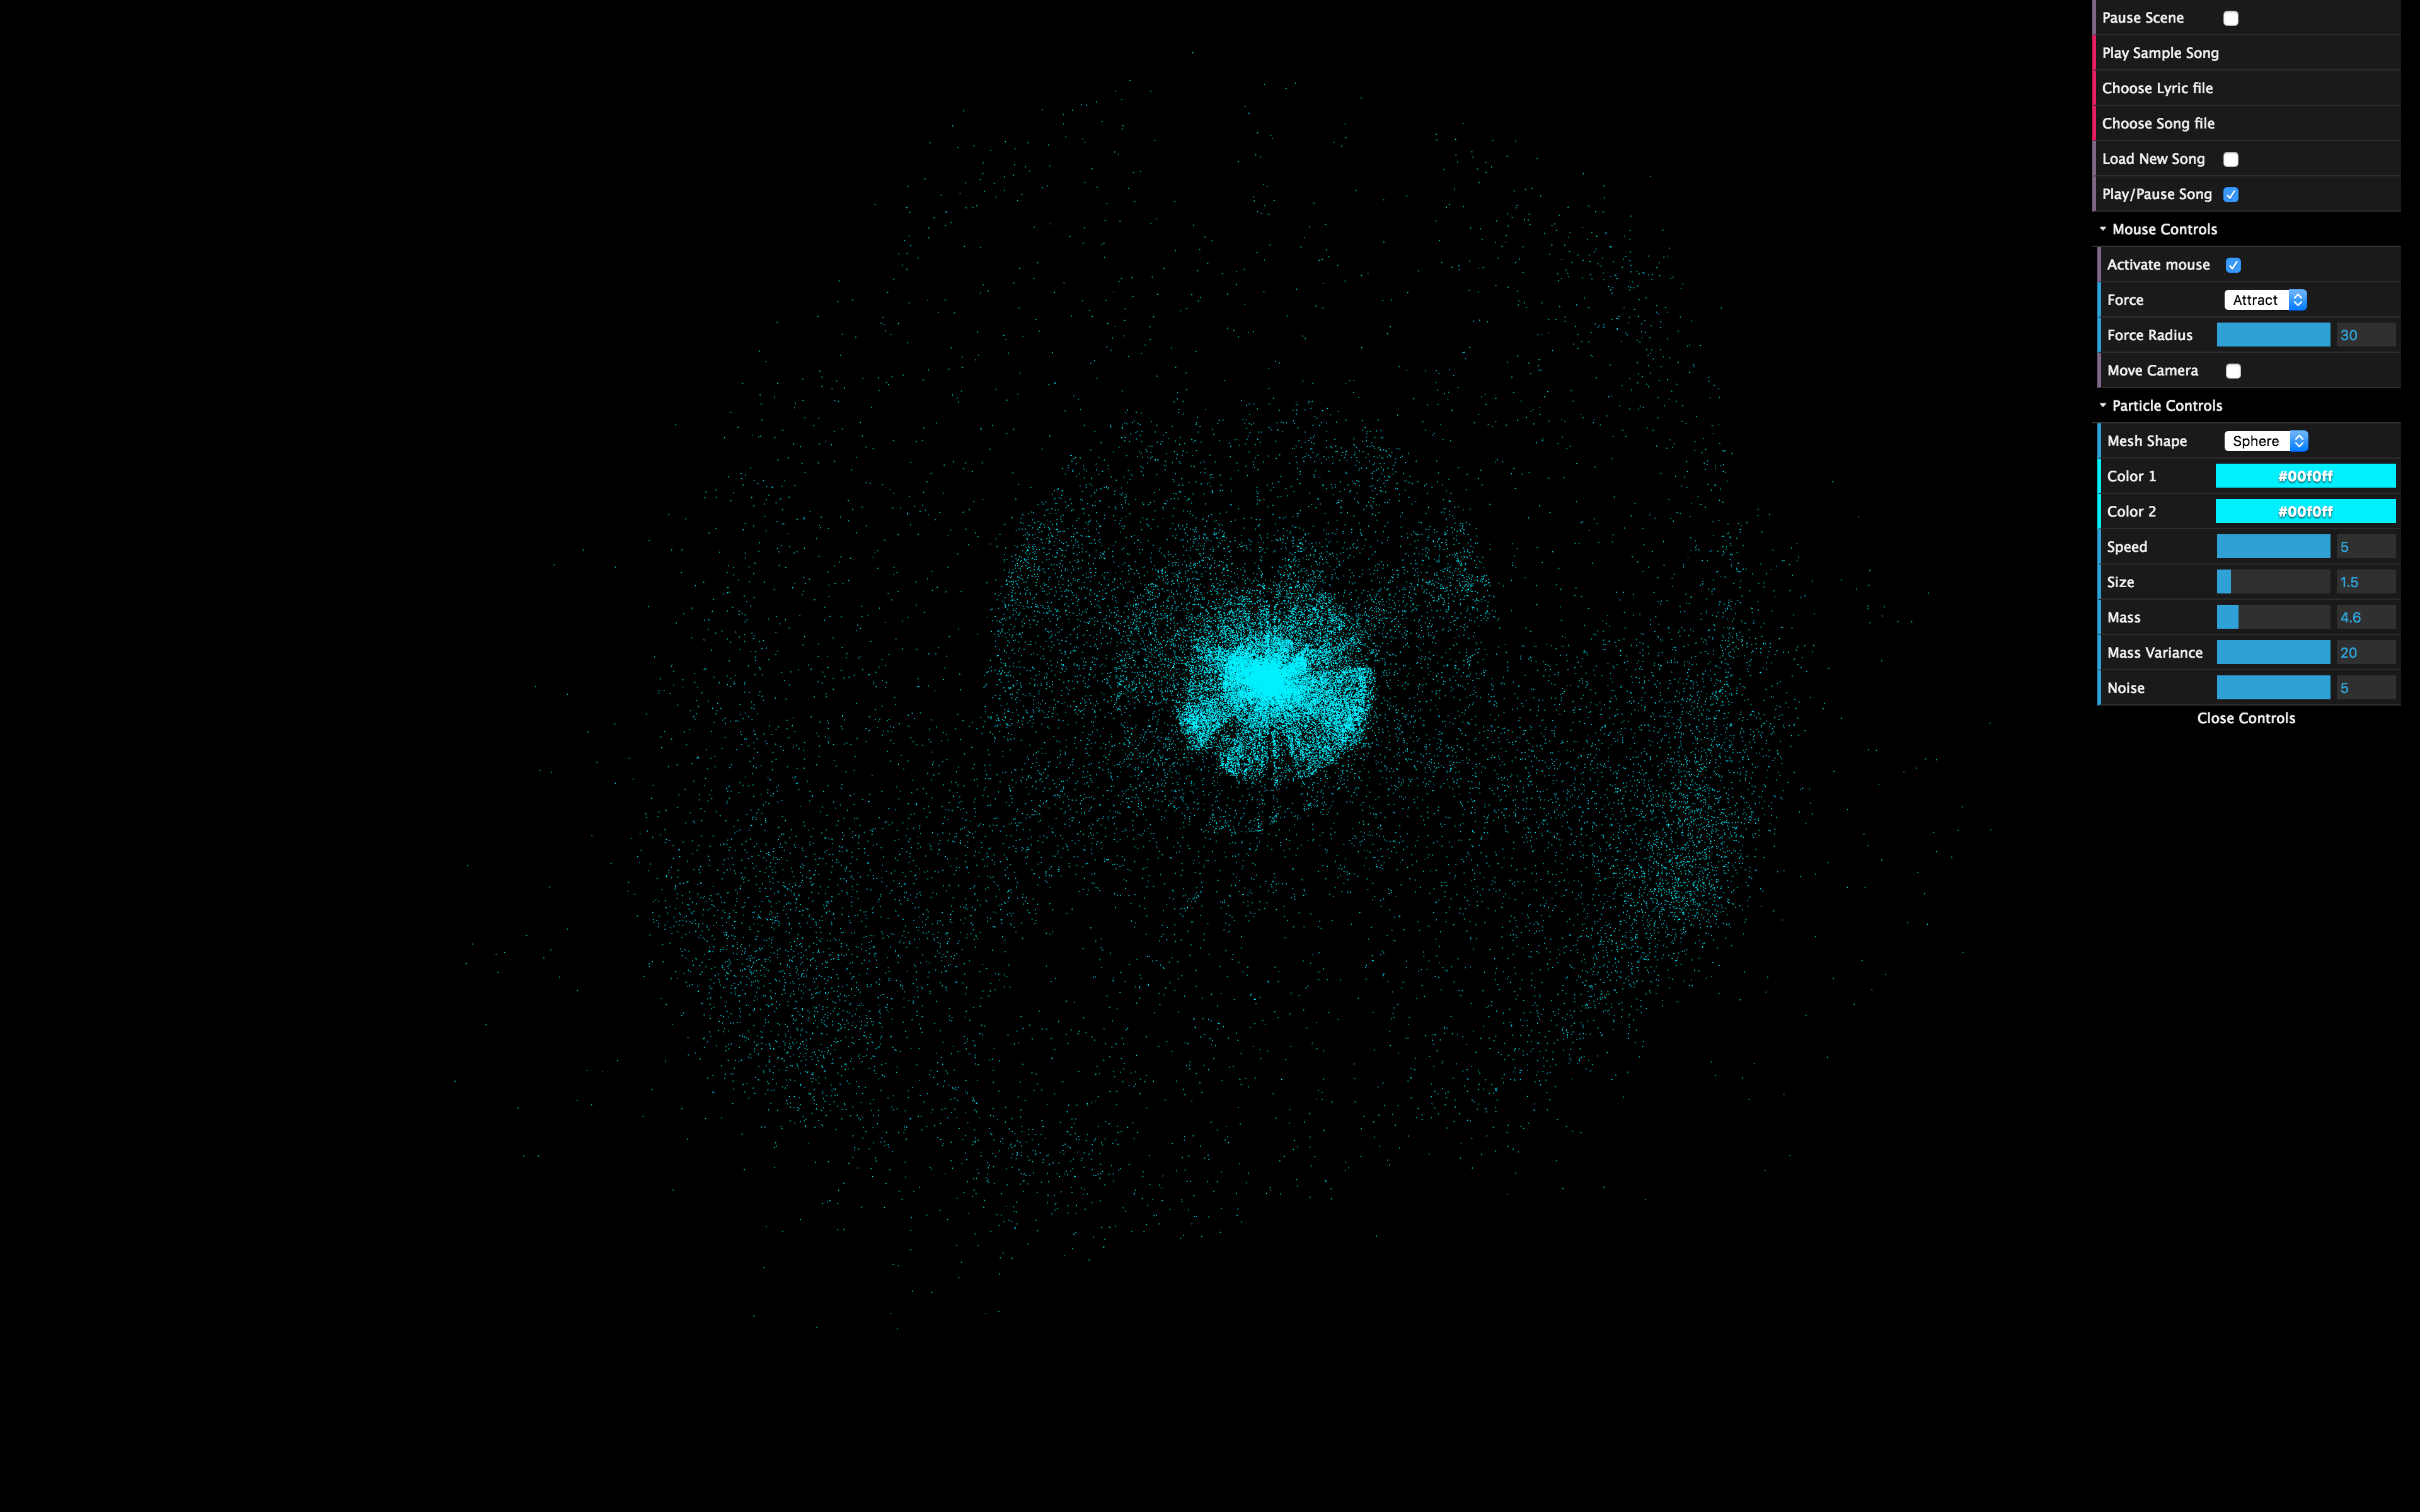 Pause Scene
Play Sample Song
Choose Lyric file
Choose Song file
Load New Song
Play/Pause Song
Mouse Controls
Activate mouse
Force Attract
Force Radius 30
Move Camera
Particle Controls
Mesh Shape Sphere
Color 1 #00f0ff
Color 2 #00f0ff
Speed 5
Size 1.5
Mass 4.6
Mass Variance 20
Noise 5
Close Controls